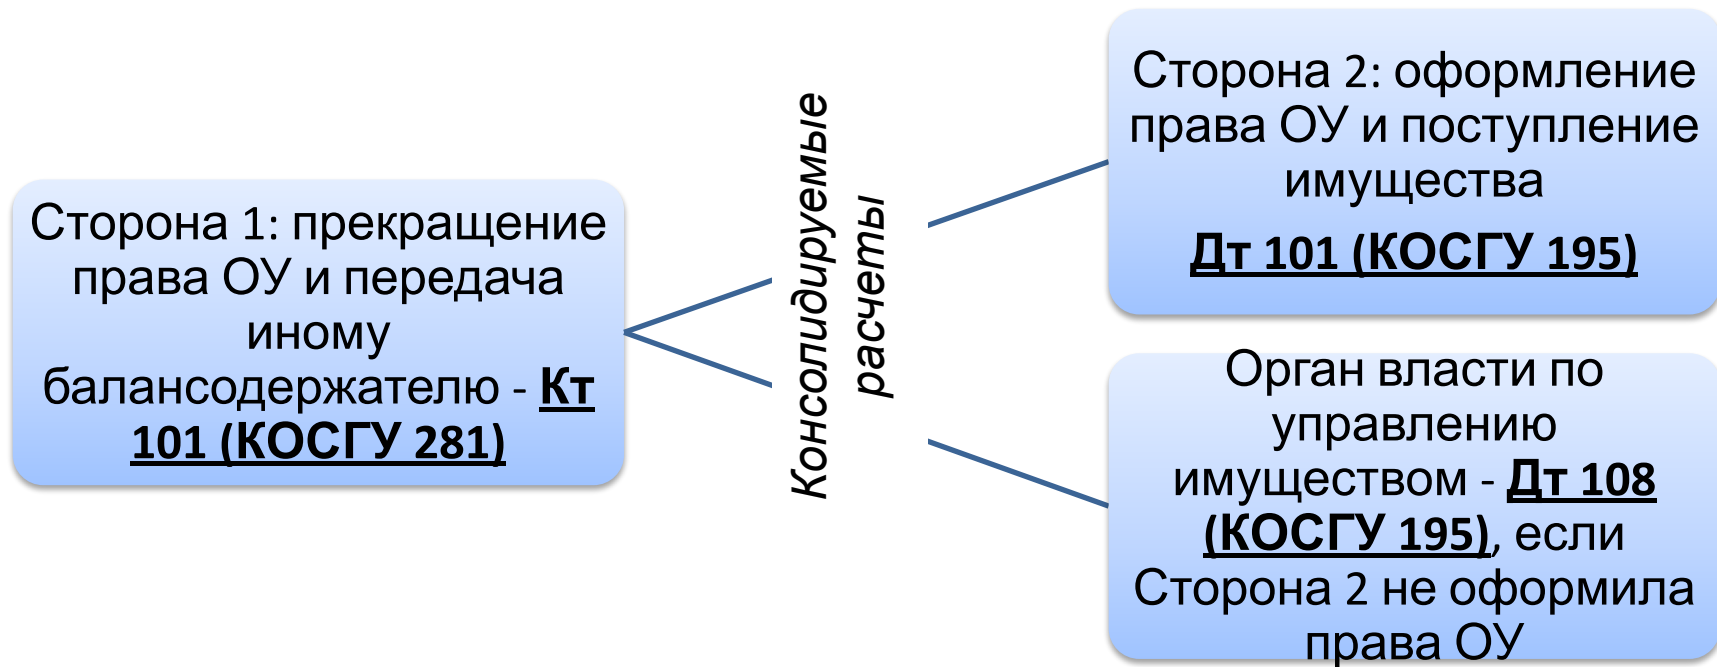 Сторона 1: прекращение
права ОУ и передача
иному
балансодержателю - Кт
101 (КОСГУ 281)
Консолидируемые
расчеты
Сторона 2: оформление
права ОУ и поступление
имущества
Дт 101 (КОСГУ 195)
Орган власти по
управлению
имуществом - Дт 108
(КОСГУ 195), если
Сторона 2 не оформила
права ОУ